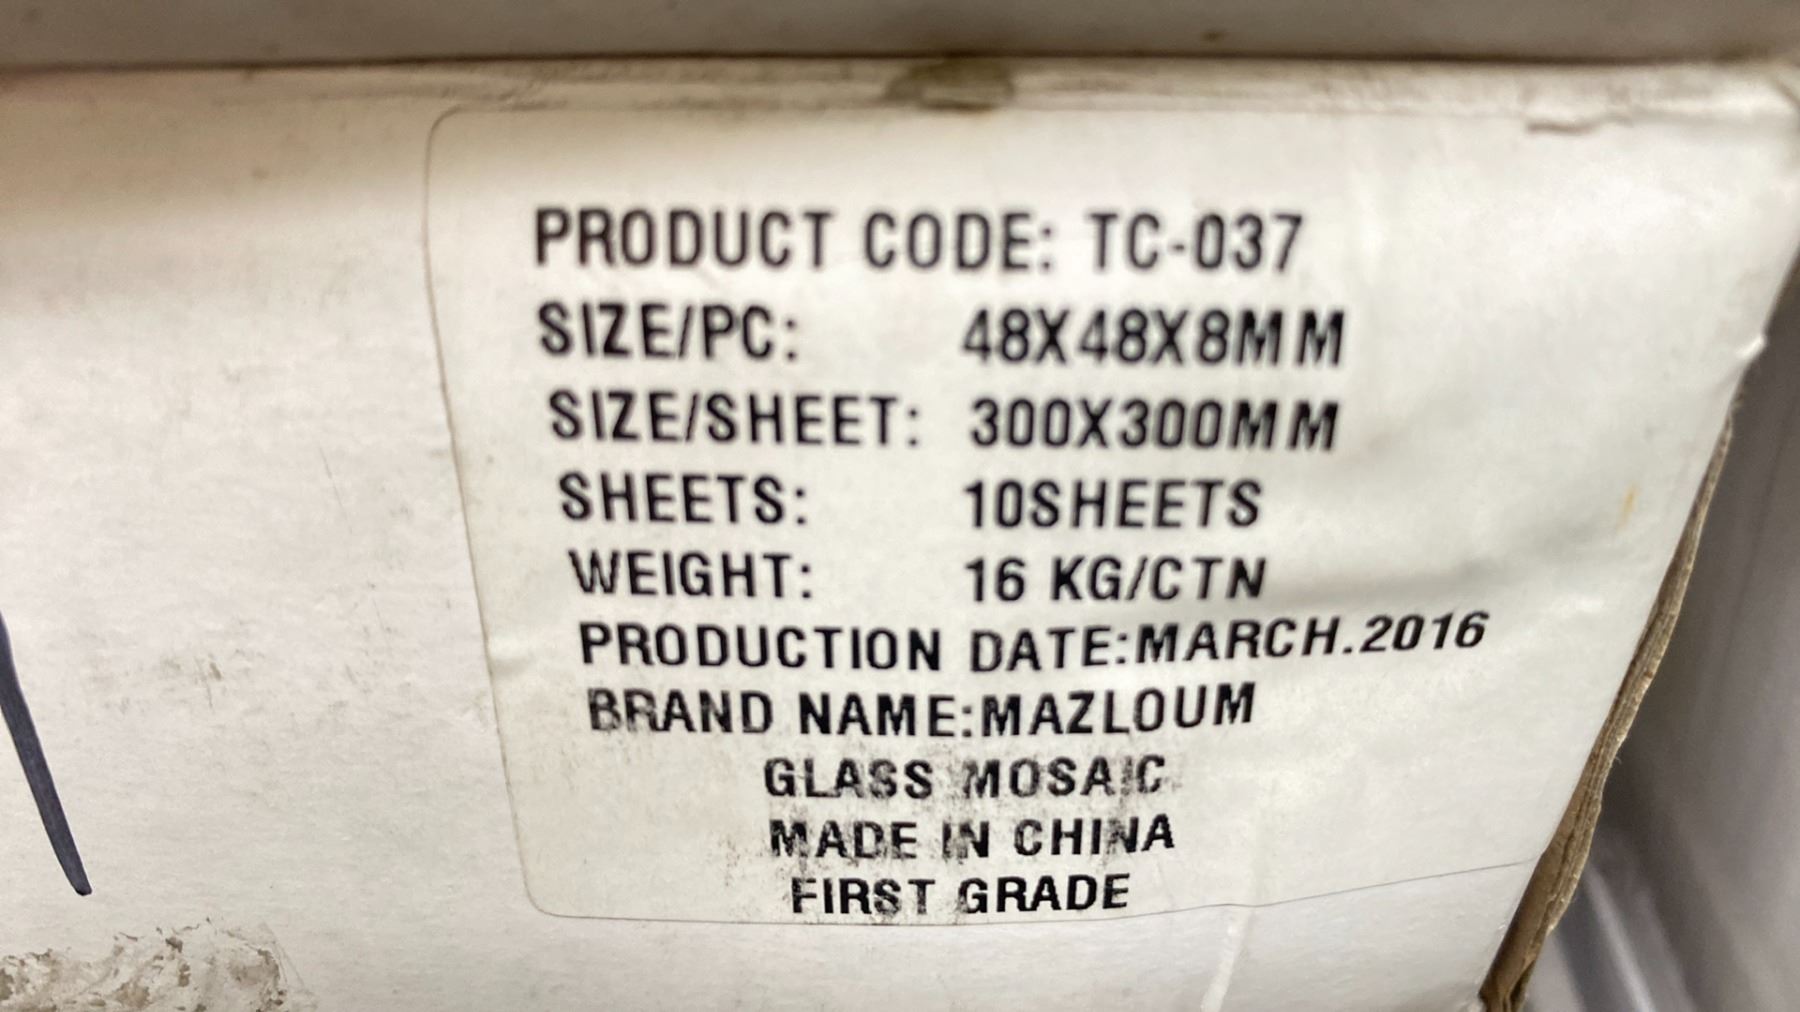 PRODUCT CODE: TC-037
SIZE/PC: 48X48X8MM
SIZE/SHEET: 300X300MM
SHEETS: 10SHEETS
WEIGHT: 16 KG/CTN
PRODUCTION DATE:MARCH.2016
BRAND NAME:MAZLOUM
GLASS MOSAIC
MADE IN CHINA
FIRST GRADE